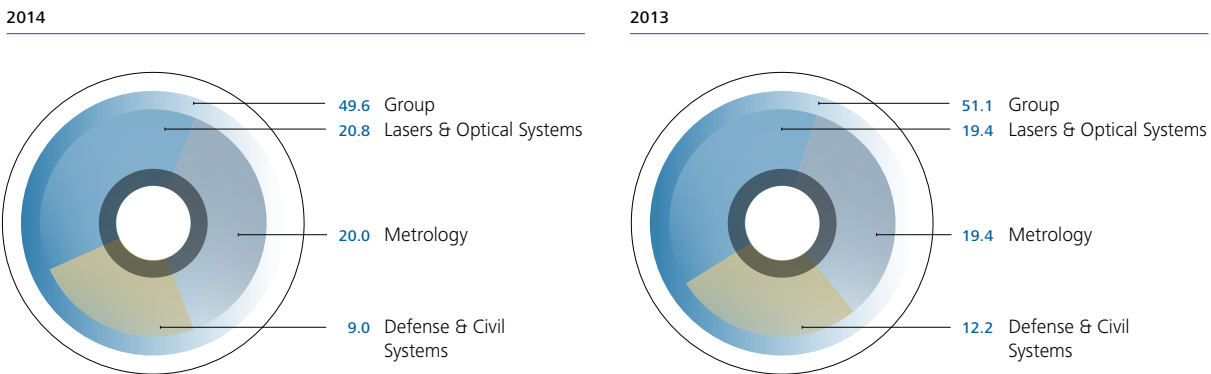 2014
49.6 Group
20.8 Lasers & Optical Systems
20.0 Metrology
9.0 Defense & Civil
Systems
2013
51.1 Group
19.4 Lasers & Optical Systems
19.4 Metrology
12.2 Defense & Civil
Systems